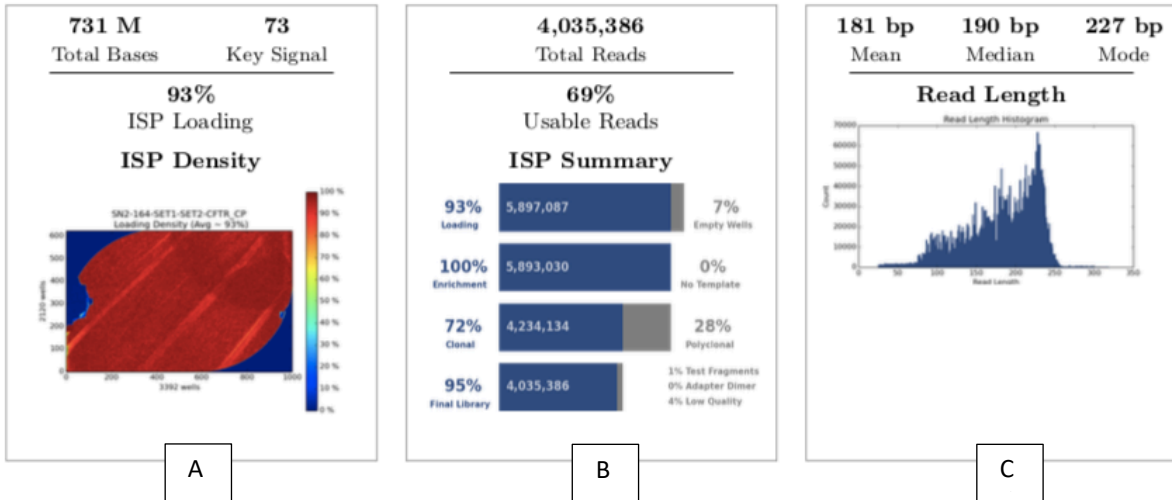 731 M
Total Bases
73
Key Signal
93%
ISP Loading
ISP Density
SN2-164-SET1-SET2-CFTR_CP
Loading Density (Avg ~ 93%)
600
500
400
300
200
100
0
2120 wells
0
200
400
600
800
1000
3392 wells
100 %
90 %
80 %
70 %
60 %
50 %
40 %
30 %
20 %
10 %
0 %
A
4,035,386
Total Reads
69%
Usable Reads
ISP Summary
93%
Loading
5,897,087
7%
Empty Wells
100%
Enrichment
5,893,030
0%
No Template
72%
Clonal
4,234,134
28%
Polyclonal
95%
Final Library
4,035,386
1% Test Fragments
0% Adapter Dimer
4% Low Quality
B
181 bp
Mean
190 bp
Median
227 bp
Mode
Read Length
Read Length Histogram
70000
60000
50000
40000
30000
20000
10000
0
Count
0
50
100
150
200
250
300
350
Read Length
C